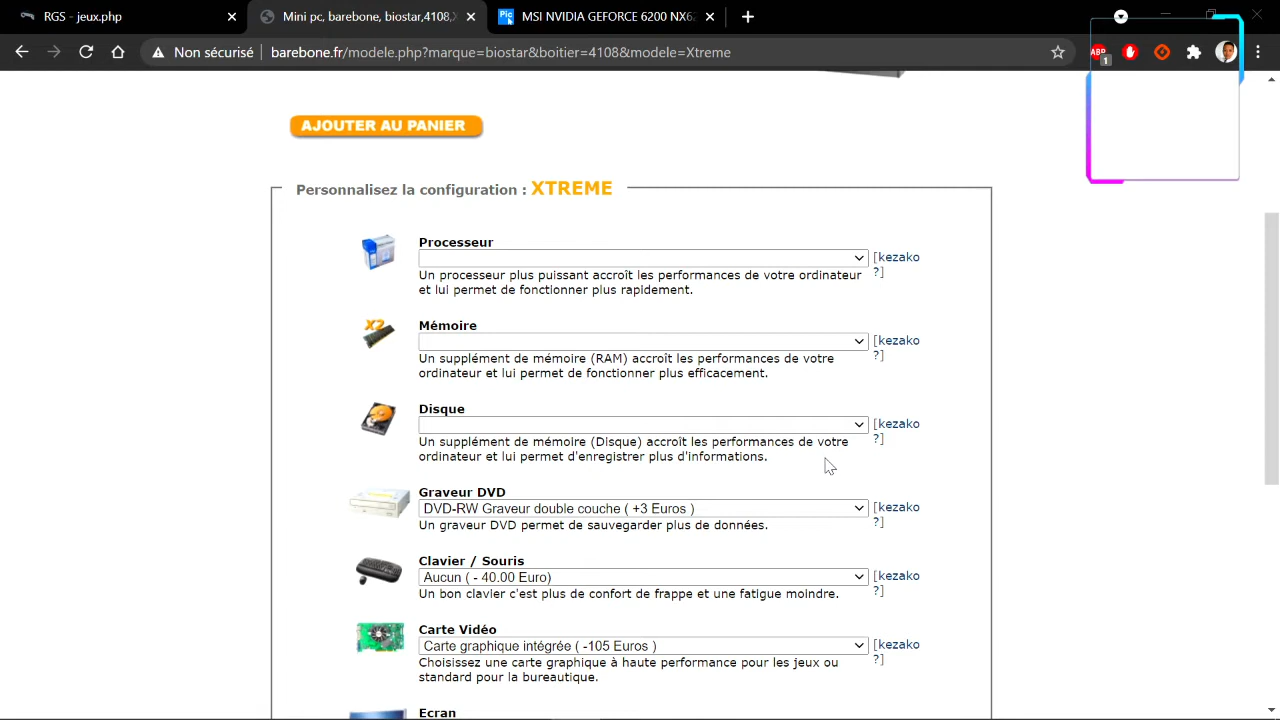 RGS - jeux.php
Mini pc, barebone, biostar,4108,X
MSI NVIDIA GEFORCE 6200 NX62
Non sécurisé
barebone.fr/modele.php?marque=biostar&boitier=4108&modele=Xtreme
ABP
1
AJOUTER AU PANIER
Personnalisez la configuration : XTREME
Processeur
[kezako ?]
Un processeur plus puissant accroît les performances de votre ordinateur
et lui permet de fonctionner plus rapidement.
X2
Mémoire
[kezako ?]
Un supplément de mémoire (RAM) accroît les performances de votre
ordinateur et lui permet de fonctionner plus efficacement.
Disque
[kezako ?]
Un supplément de mémoire (Disque) accroît les performances de votre
ordinateur et lui permet d'enregistrer plus d'informations.
Graveur DVD
DVD-RW Graveur double couche ( +3 Euros )
[kezako ?]
Un graveur DVD permet de sauvegarder plus de données.
Clavier / Souris
Aucun ( - 40.00 Euro)
[kezako ?]
Un bon clavier c'est plus de confort de frappe et une fatigue moindre.
Carte Vidéo
Carte graphique intégrée ( -105 Euros )
[kezako ?]
Choisissez une carte graphique à haute performance pour les jeux ou
standard pour la bureautique.
Ecran